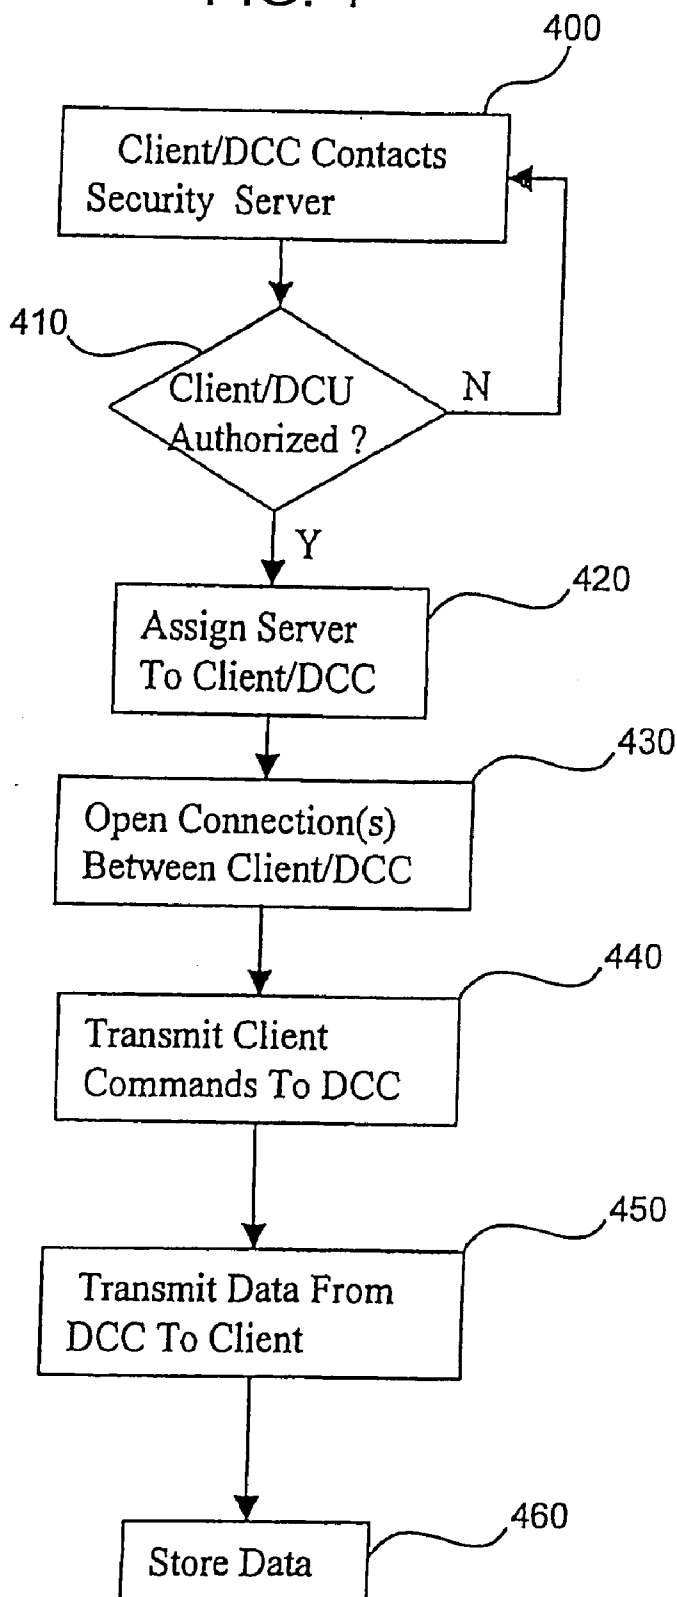 FIG. 4
400
Client/DCC Contacts
Security Server
410
Client/DCU
Authorized ?
N
Y
420
Assign Server
To Client/DCC
430
Open Connection(s)
Between Client/DCC
440
Transmit Client
Commands To DCC
450
Transmit Data From
DCC To Client
460
Store Data